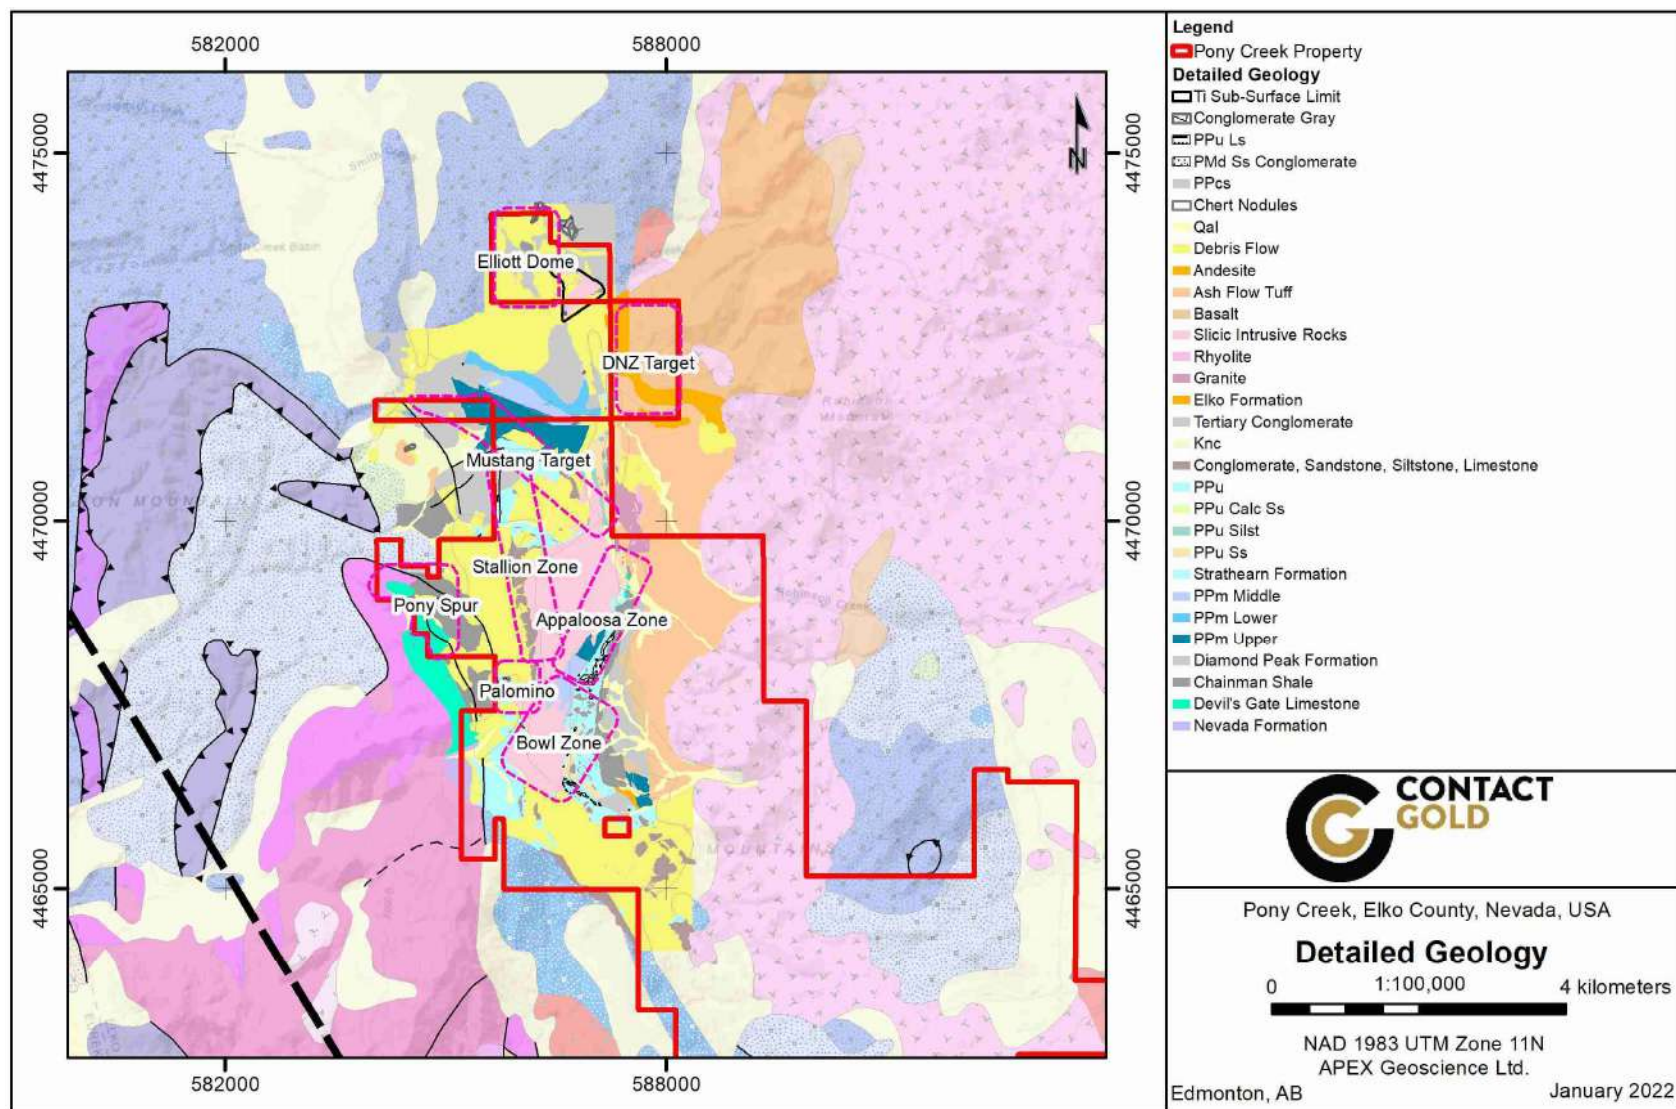 582000
588000
4475000
4475000
4470000
4470000
4465000
4465000
582000
588000
N
Elliott Dome
DNZ Target
Mustang Target
Stallion Zone
Pony Spur
Appaloosa Zone
Palomino
Bowl Zone
MOUNTAINS
Legend
Pony Creek Property
Detailed Geology
Ti Sub-Surface Limit
Conglomerate Gray
PPu Ls
PMd Ss Conglomerate
PPcs
Chert Nodules
Qal
Debris Flow
Andesite
Ash Flow Tuff
Basalt
Slicic Intrusive Rocks
Rhyolite
Granite
Elko Formation
Tertiary Conglomerate
Knc
Conglomerate, Sandstone, Siltstone, Limestone
PPu
PPu Calc Ss
PPu Silst
PPu Ss
Strathearn Formation
PPm Middle
PPm Lower
PPm Upper
Diamond Peak Formation
Chainman Shale
Devil's Gate Limestone
Nevada Formation
CONTACT
GOLD
Pony Creek, Elko County, Nevada, USA
Detailed Geology
0 1:100,000 4 kilometers
NAD 1983 UTM Zone 11N
APEX Geoscience Ltd.
Edmonton, AB January 2022